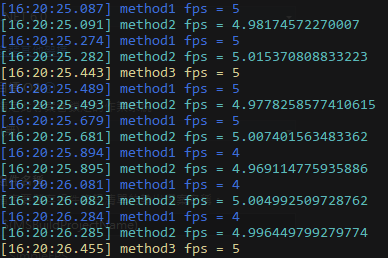 [16:20:25.087] method1 fps = 5
[16:20:25.091] method2 fps = 4.98174572270007
[16:20:25.274] method1 fps = 5
[16:20:25.282] method2 fps = 5.015370808833223
[16:20:25.443] method3 fps = 5
[16:20:25.489] method1 fps = 5
[16:20:25.493] method2 fps = 4.9778258577410615
[16:20:25.679] method1 fps = 5
[16:20:25.681] method2 fps = 5.007401563483362
[16:20:25.894] method1 fps = 4
[16:20:25.895] method2 fps = 4.969114775935886
[16:20:26.081] method1 fps = 4
[16:20:26.082] method2 fps = 5.004992509728762
[16:20:26.284] method1 fps = 4
[16:20:26.285] method2 fps = 4.996449799279774
[16:20:26.455] method3 fps = 5